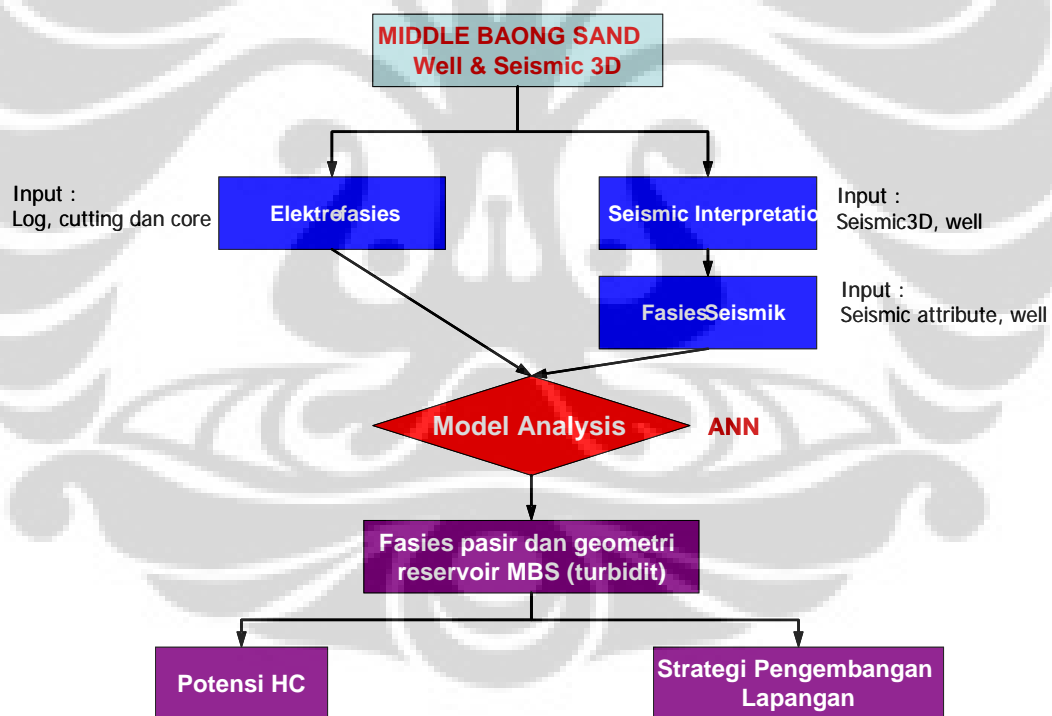 MIDDLE BAONG SAND
Well & Seismic 3D
Input :
Log, cutting dan core
Elektrofasies
Seismic Interpretatio
Input :
Seismic3D, well
FasiesSeismik
Input :
Seismic attribute, well
Model Analysis
ANN
Fasies pasir dan geometri
reservoir MBS (turbidit)
Potensi HC
Strategi Pengembangan
Lapangan